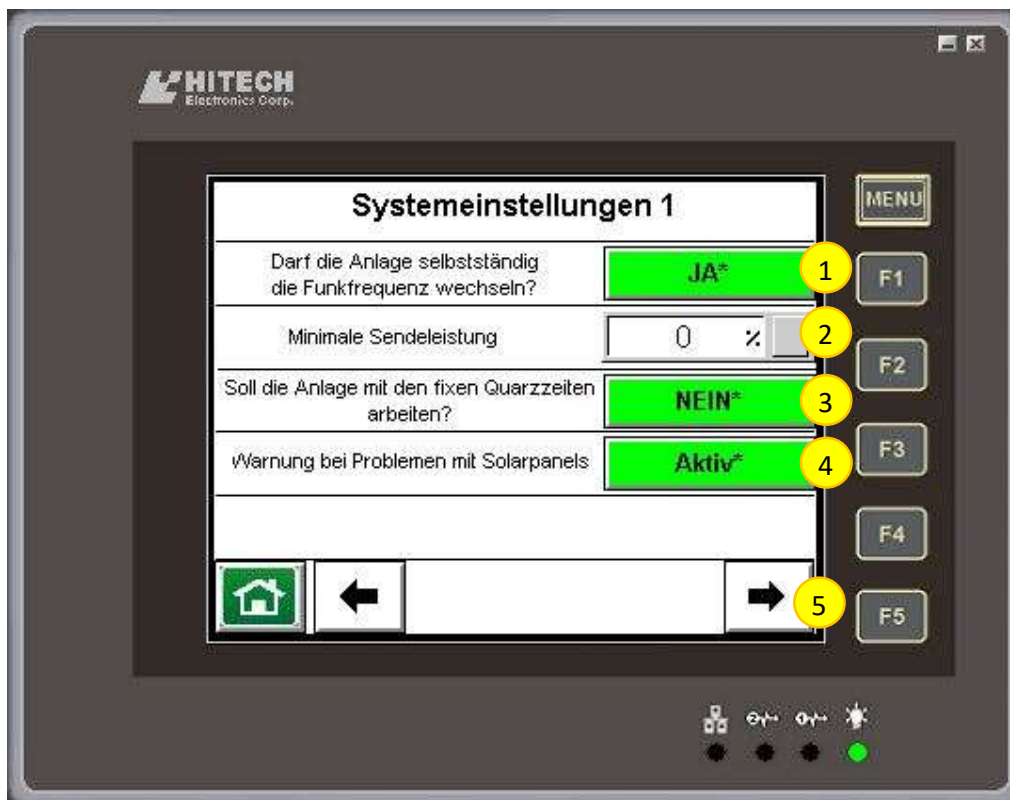 HITECH
Electronics Corp.
Systemeinstellungen 1
MENU
Darf die Anlage selbstständig
die Funkfrequenz wechseln?
JA*
1
F1
Minimale Sendeleistung
0 %
2
F2
Soll die Anlage mit den fixen Quarzzeiten
arbeiten?
NEIN*
3
Warnung bei Problemen mit Solarpanels
Aktiv*
4
F3
F4
5
F5
2
1